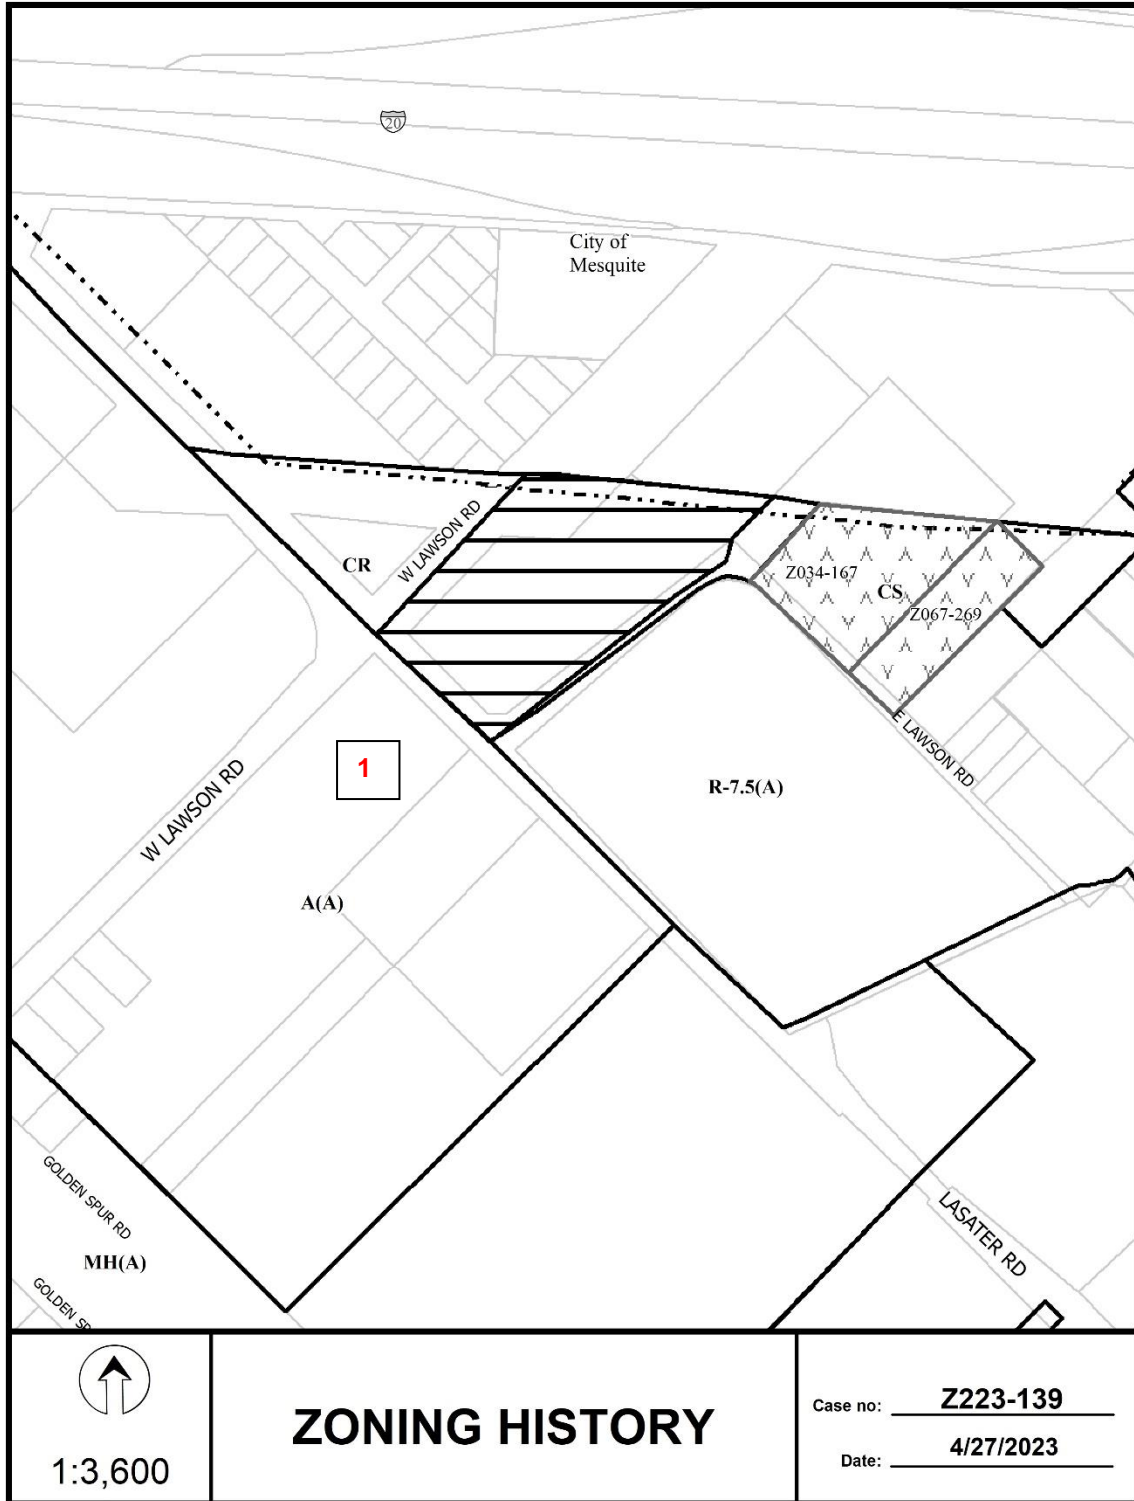 20
City of
Mesquite
W LAWSON RD
CR
Z034-167
CS
Z067-269
E LAWSON RD
1
R-7.5(A)
W LAWSON RD
A(A)
GOLDEN SPUR RD
LASATER RD
MH(A)
GOLDEN SP
1:3,600
ZONING HISTORY
Case no: Z223-139
Date: 4/27/2023